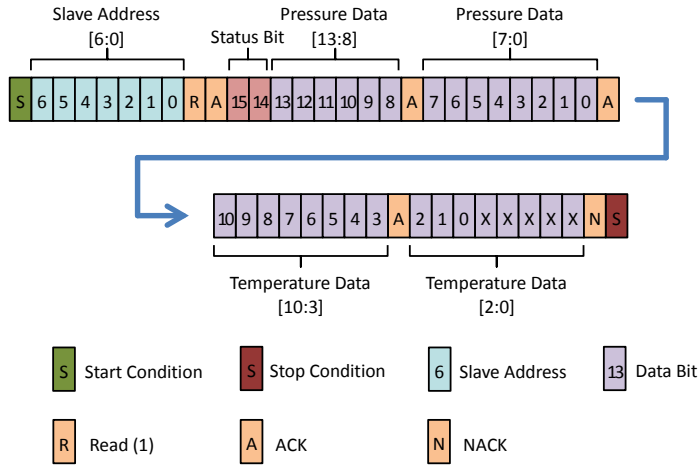 Slave Address Status Bit Pressure Data Pressure Data
[6:0] [13:8] [7:0]
S 6 5 4 3 2 1 0 R A 15 14 13 12 11 10 9 8 A 7 6 5 4 3 2 1 0 A
10 9 8 7 6 5 4 3 A 2 1 0 X X X X X N S
Temperature Data Temperature Data
[10:3] [2:0]
S Start Condition S Stop Condition 6 Slave Address 13 Data Bit
R Read (1) A ACK N NACK